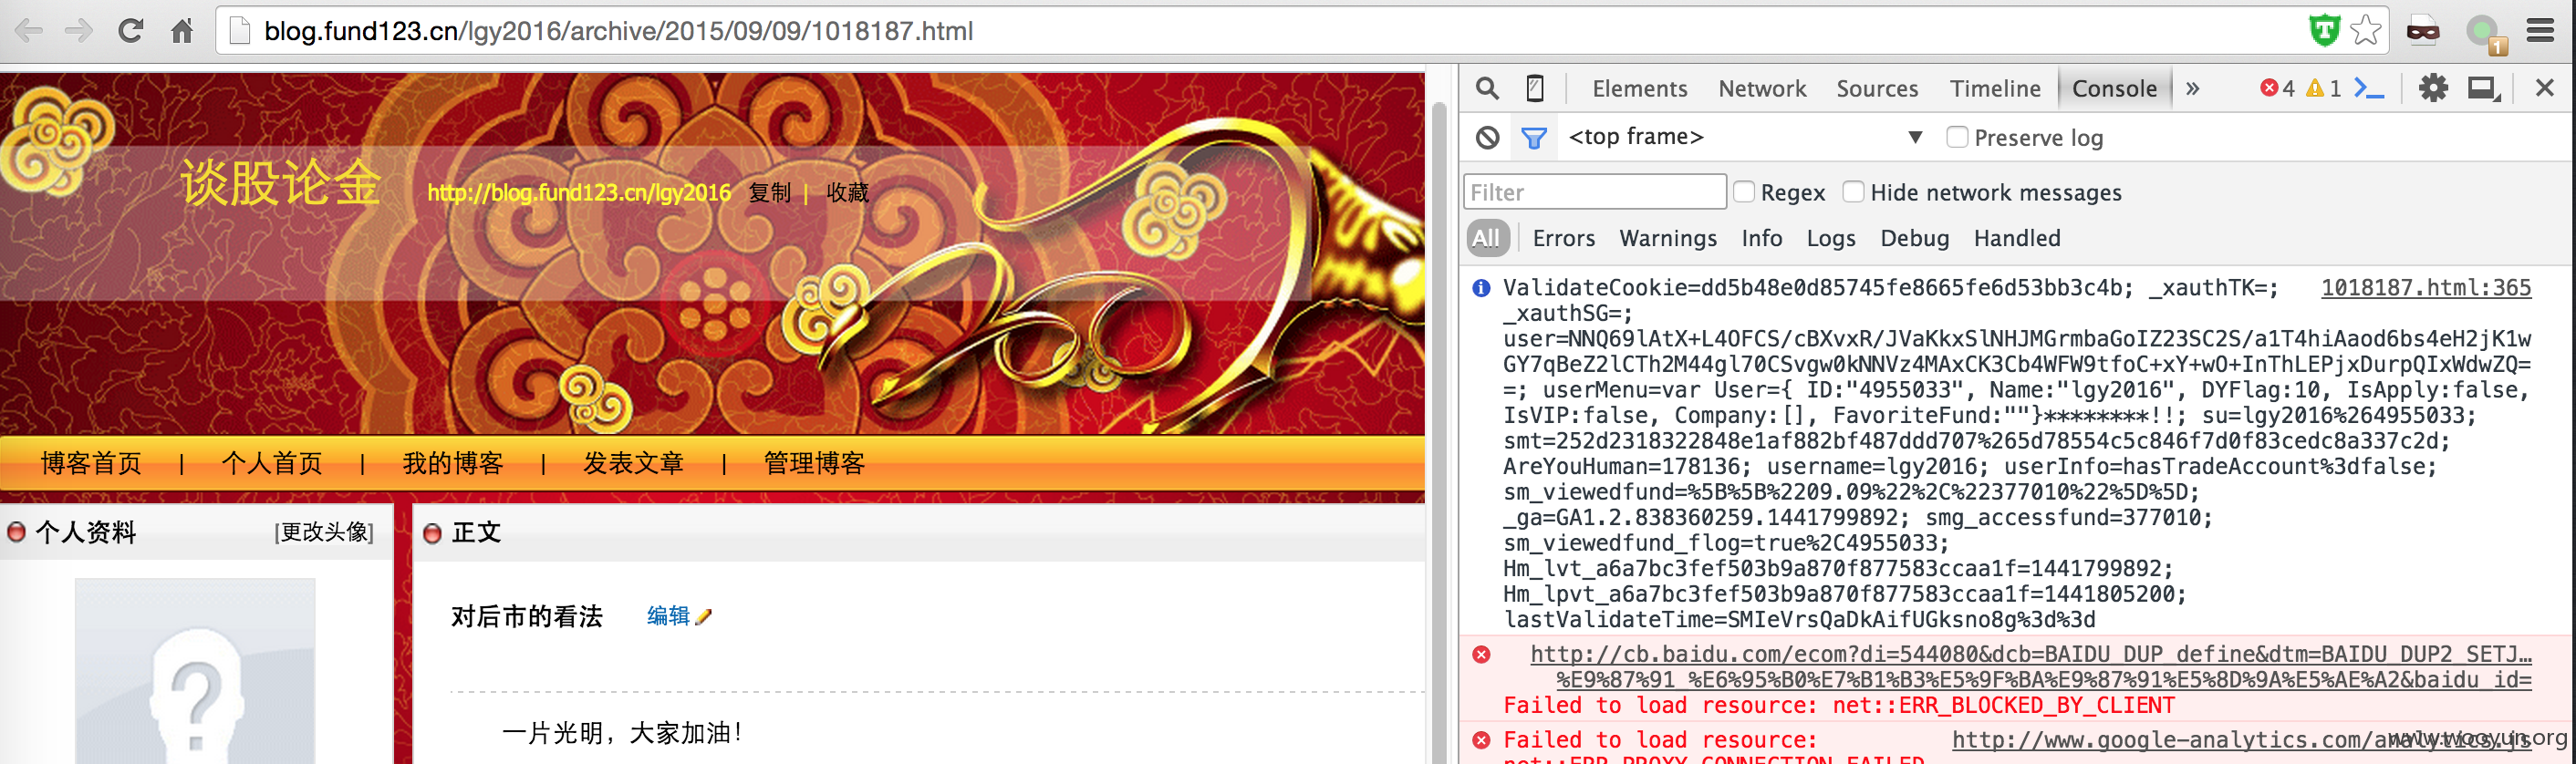 blog.fund123.cn/lgy2016/archive/2015/09/09/1018187.html
1
谈股论金 http://blog.fund123.cn/lgy2016 复制 | 收藏
博客首页 | 个人首页 | 我的博客 | 发表文章 | 管理博客
个人资料 [更改头像]
正文
对后市的看法 编辑
一片光明，大家加油！
Elements Network Sources Timeline Console » 4 1
<top frame> ▼ Preserve log
Filter Regex Hide network messages
All Errors Warnings Info Logs Debug Handled
ValidateCookie=dd5b48e0d85745fe8665fe6d53bb3c4b; _xauthTK=; 1018187.html:365
_xauthSG=;
user=NNQ69lAtX+L4OFCS/cBXvxR/JVaKkxSlNHJMGrmbaGoIZ23SC2S/a1T4hiAaod6bs4eH2jK1w
GY7qBeZ2lCTh2M44gl70CSvgw0kNNVz4MAxCK3Cb4WFW9tfoC+xY+wO+InThLEPjxDurpQIxWdwZQ=
=; userMenu=var User={ ID:"4955033", Name:"lgy2016", DYFlag:10, IsApply:false,
IsVIP:false, Company:[], FavoriteFund:""}********!!; su=lgy2016%264955033;
smt=252d2318322848e1af882bf487ddd707%265d78554c5c846f7d0f83cedc8a337c2d;
AreYouHuman=178136; username=lgy2016; userInfo=hasTradeAccount%3dfalse;
sm_viewedfund=%5B%5B%2209.09%22%2C%22377010%22%5D%5D;
_ga=GA1.2.838360259.1441799892; smg_accessfund=377010;
sm_viewedfund_flog=true%2C4955033;
Hm_lvt_a6a7bc3fef503b9a870f877583ccaa1f=1441799892;
Hm_lpvt_a6a7bc3fef503b9a870f877583ccaa1f=1441805200;
lastValidateTime=SMIeVrsQaDkAifUGksno8g%3d%3d
http://cb.baidu.com/ecom?di=544080&dcb=BAIDU_DUP_define&dtm=BAIDU_DUP2_SETJ…
%E9%87%91_%E6%95%B0%E7%B1%B3%E5%9F%BA%E9%87%91%E5%8D%9A%E5%AE%A2&baidu_id=
Failed to load resource: net::ERR_BLOCKED_BY_CLIENT
Failed to load resource: http://www.google-analytics.com/analytics.js
net::ERR_PROXY_CONNECTION_FAILED
www.wooyun.org